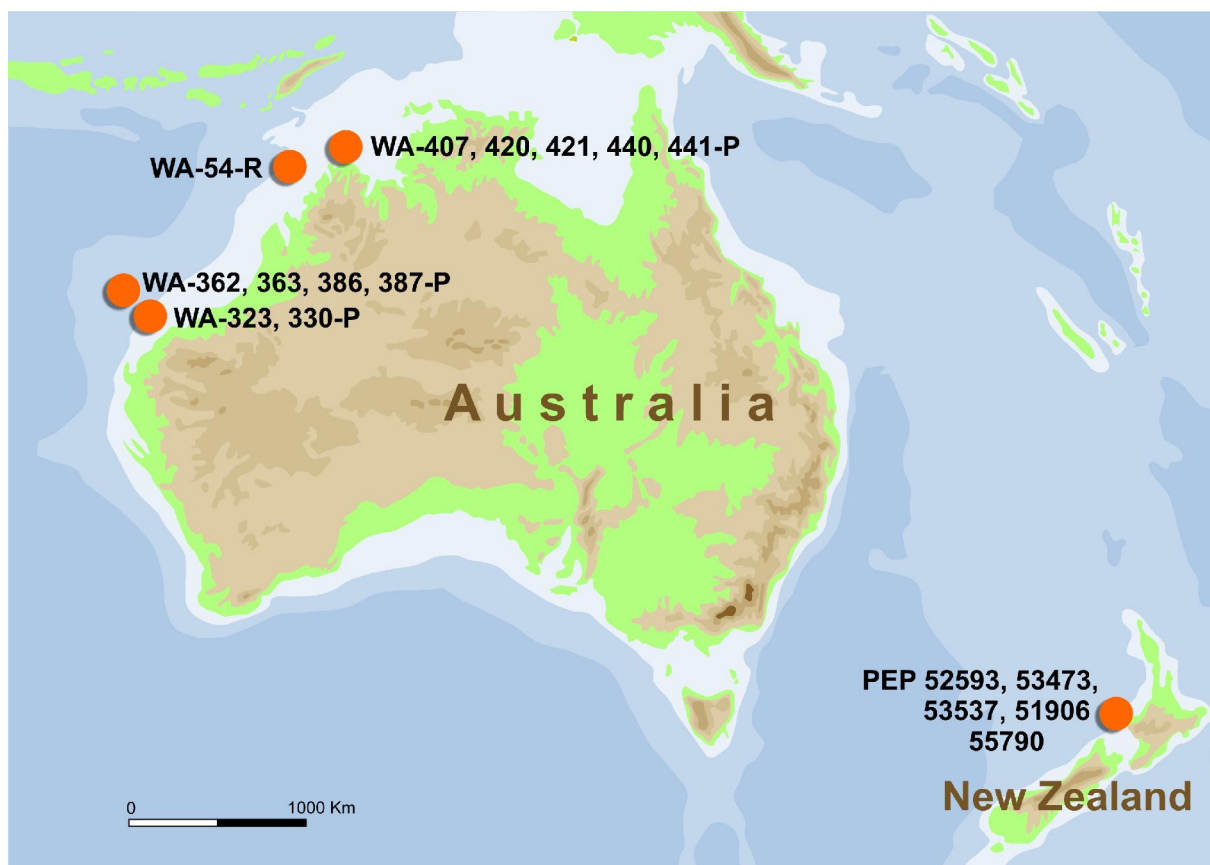 WA-407, 420, 421, 440, 441-P
WA-54-R
WA-362, 363, 386, 387-P
WA-323, 330-P
Australia
PEP 52593, 53473,
53537, 51906
55790
New Zealand
0 1000 Km